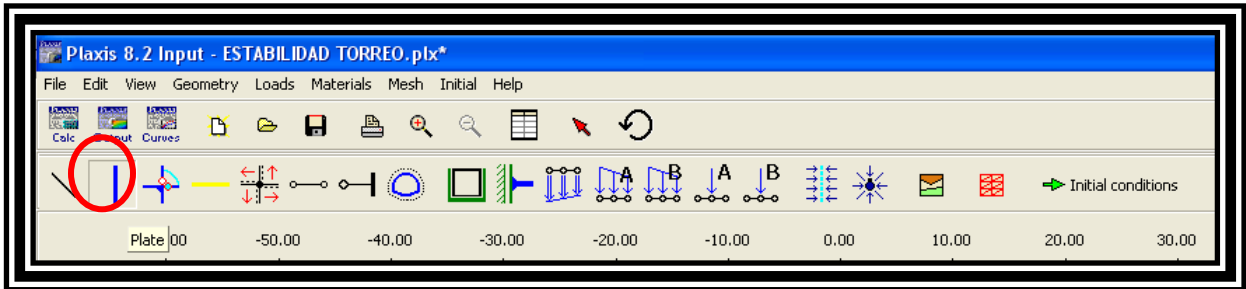 Plaxis 8.2 Input - ESTABILIDAD TORREO.plx*
File Edit View Geometry Loads Materials Mesh Initial Help
Calc Output Curves
A B A B Initial conditions
Plate 00 -50.00 -40.00 -30.00 -20.00 -10.00 0.00 10.00 20.00 30.00